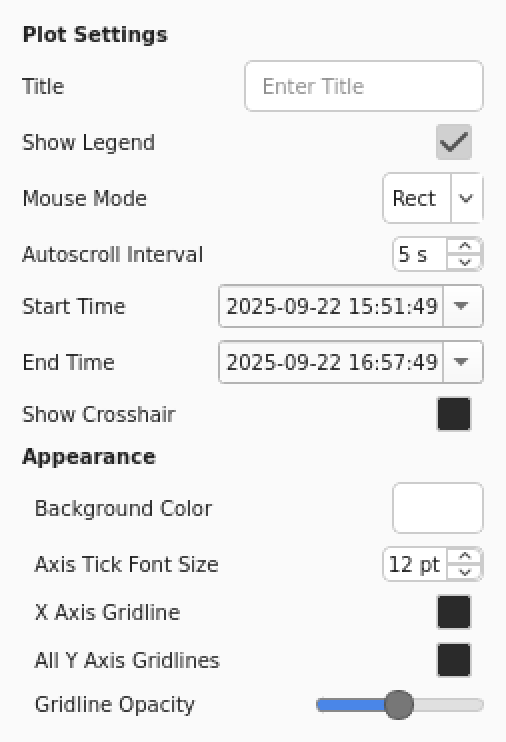 Plot Settings
Title Enter Title
Show Legend
Mouse Mode Rect
Autoscroll Interval 5 s
Start Time 2025-09-22 15:51:49
End Time 2025-09-22 16:57:49
Show Crosshair
Appearance
Background Color
Axis Tick Font Size 12 pt
X Axis Gridline
All Y Axis Gridlines
Gridline Opacity